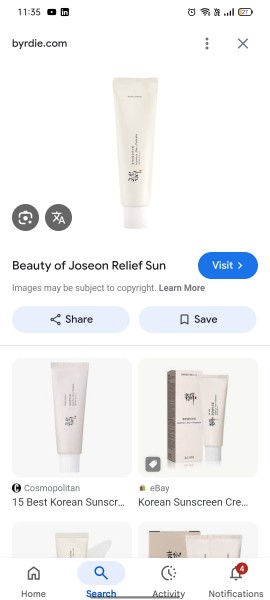 11:35
27
byrdie.com
Beauty of Joseon Relief Sun
Visit
Images may be subject to copyright. Learn More
Share
Save
Cosmopolitan
15 Best Korean Sunscr...
eBay
Korean Sunscreen Cre...
4
Home
Search
Activity
Notifications